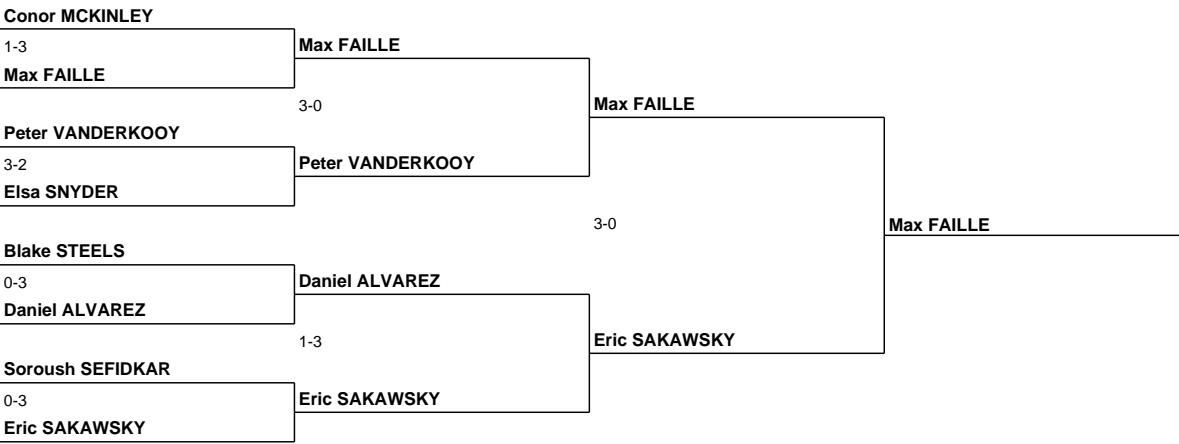 Conor MCKINLEY
1-3
Max FAILLE
Max FAILLE
3-0
Max FAILLE
Peter VANDERKOOY
3-2
Peter VANDERKOOY
Elsa SNYDER
3-0
Max FAILLE
Blake STEELS
0-3
Daniel ALVAREZ
Daniel ALVAREZ
1-3
Eric SAKAWSKY
Soroush SEFIDKAR
0-3
Eric SAKAWSKY
Eric SAKAWSKY